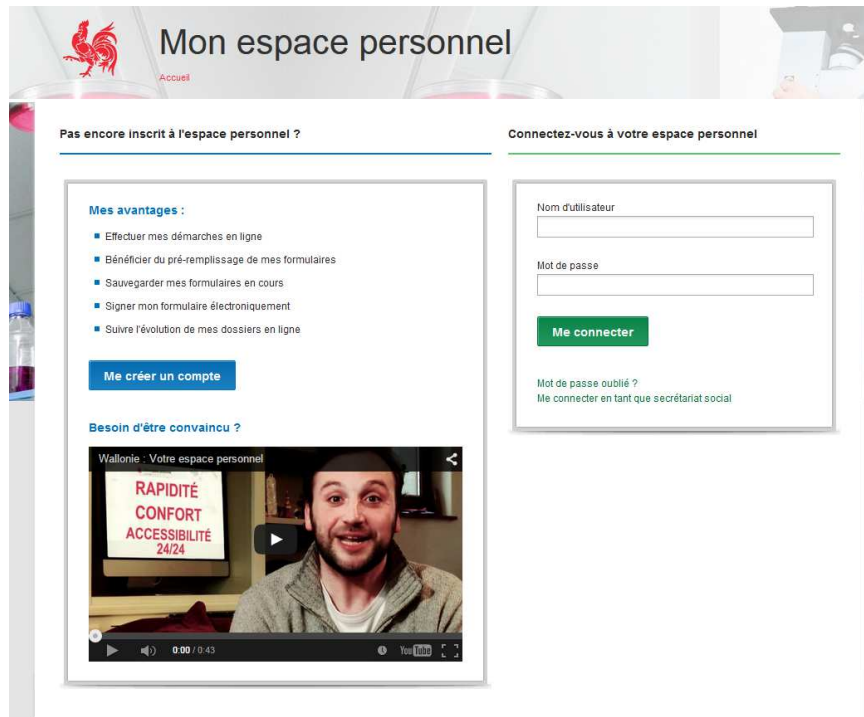 Mon espace personnel
Accueil
Pas encore inscrit à l'espace personnel ?
Mes avantages :
Effectuer mes démarches en ligne
Bénéficier du pré-remplissage de mes formulaires
Sauvegarder mes formulaires en cours
Signer mon formulaire électroniquement
Suivre l'évolution de mes dossiers en ligne
Me créer un compte
Besoin d'être convaincu ?
Wallonie : Votre espace personnel
RAPIDITÉ
CONFORT
ACCESSIBILITÉ
24/24
0:00 / 0:43
YouTube
Connectez-vous à votre espace personnel
Nom d'utilisateur
Mot de passe
Me connecter
Mot de passe oublié ?
Me connecter en tant que secrétariat social